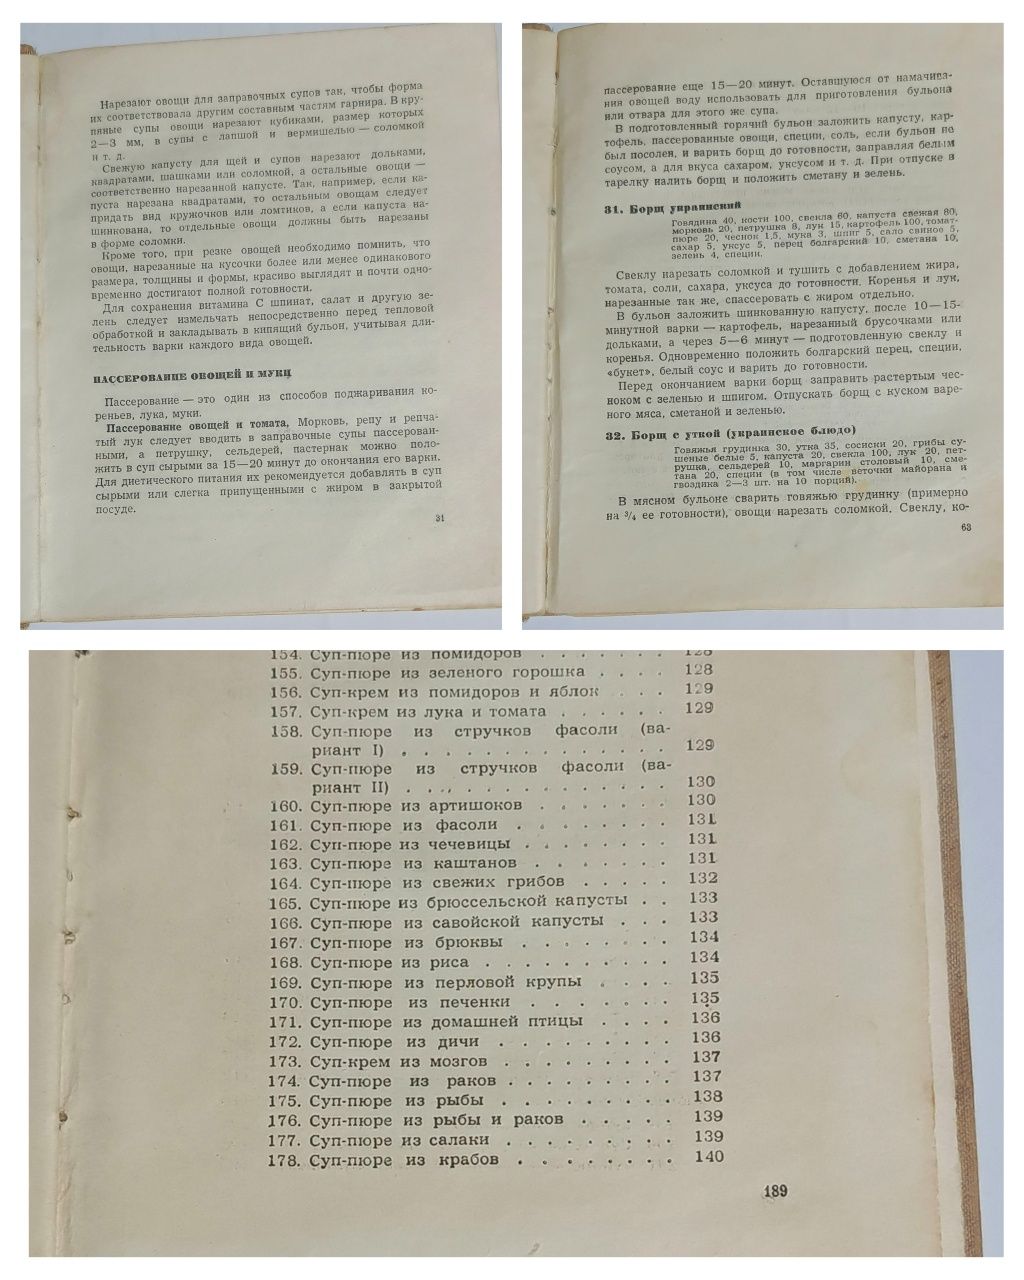 Нарезают овощи для заправочных супов так, чтобы форма
их соответствовала другим составным частям гарнира. В кру-
пяные супы овощи нарезают кубиками, размер которых
2—3 мм, в супы с лапшой и вермишелью — соломкой
и т. д.
Свежую капусту для щей и супов нарезают дольками,
квадратами, шашками или соломкой, а остальные овощи —
соответственно нарезанной капусте. Так, например, если ка-
пуста нарезана квадратами, то остальным овощам следует
придать вид кружочков или ломтиков, а если капуста на-
шинкована, то отдельные овощи должны быть нарезаны
в форме соломки.
Кроме того, при резке овощей необходимо помнить, что
овощи, нарезанные на кусочки более или менее одинакового
размера, толщины и формы, красиво выглядят и почти одно-
временно достигают полной готовности.
Для сохранения витамина С шпинат, салат и другую зе-
лень следует измельчать непосредственно перед тепловой
обработкой и закладывать в кипящий бульон, учитывая дли-
тельность варки каждого вида овощей.
ПАССЕРОВАНИЕ ОВОЩЕЙ И МУКИ
Пассерование — это один из способов поджаривания ко-
реньев, лука, муки.
Пассерование овощей и томата. Морковь, репу и репча-
тый лук следует вводить в заправочные супы пассерован-
ными, а петрушку, сельдерей, пастернак можно поло-
жить в суп сырыми за 15—20 минут до окончания его варки.
Для диетического питания их рекомендуется добавлять в суп
сырыми или слегка припущенными с жиром в закрытой
посуде.
31
пассерование еще 15—20 минут. Оставшуюся от намачива-
ния овощей воду использовать для приготовления бульона
или отвара для этого же супа.
В подготовленный горячий бульон заложить капусту, кар-
тофель, пассерованные овощи, специи, соль, если бульон не
был посолен, и варить борщ до готовности, заправляя белым
соусом, а для вкуса сахаром, уксусом и т. д. При отпуске в
тарелку налить борщ и положить сметану и зелень.
31. Борщ украинский
Говядина 40, кости 100, свекла 60, капуста свежая 80,
морковь 20, петрушка 8, лук 15, картофель 100, томат-
пюре 20, чеснок 1,5, мука 3, шпиг 5, сало свиное 5,
сахар 5, уксус 5, перец болгарский 10, сметана 10,
зелень 4, специи.
Свеклу нарезать соломкой и тушить с добавлением жира,
томата, соли, сахара, уксуса до готовности. Коренья и лук,
нарезанные так же, спассеровать с жиром отдельно.
В бульон заложить шинкованную капусту, после 10—15-
минутной варки — картофель, нарезанный брусочками или
дольками, а через 5—6 минут — подготовленную свеклу и
коренья. Одновременно положить болгарский перец, специи,
«букет», белый соус и варить до готовности.
Перед окончанием варки борщ заправить растертым чес-
ноком с зеленью и шпигом. Отпускать борщ с куском варе-
ного мяса, сметаной и зеленью.
32. Борщ с уткой (украинское блюдо)
Говяжья грудинка 30, утка 35, сосиски 20, грибы су-
шеные белые 5, капуста 20, свекла 100, лук 20, пет-
рушка, сельдерей 10, маргарин столовый 10, сме-
тана 20, специи (в том числе веточки майорана и
гвоздика 2—3 шт. на 10 порций).
В мясном бульоне сварить говяжью грудинку (примерно
на 3/4 ее готовности), овощи нарезать соломкой. Свеклу, ко-
63
154. Суп-пюре из помидоров . . . . . . . 128
155. Суп-пюре из зеленого горошка . . . . 128
156. Суп-крем из помидоров и яблок . . . 129
157. Суп-крем из лука и томата . . . . . . 129
158. Суп-пюре из стручков фасоли (ва-
риант I) . . . . . . . . . . . . . 129
159. Суп-пюре из стручков фасоли (ва-
риант II) . . . . . . . . . . . . . 130
160. Суп-пюре из артишоков . . . . . . . 130
161. Суп-пюре из фасоли . . . . . . . . 131
162. Суп-пюре из чечевицы . . . . . . . 131
163. Суп-пюре из каштанов . . . . . . . 131
164. Суп-пюре из свежих грибов . . . . . 132
165. Суп-пюре из брюссельской капусты . . 133
166. Суп-пюре из савойской капусты . . . 133
167. Суп-пюре из брюквы . . . . . . . 134
168. Суп-пюре из риса . . . . . . . . . 134
169. Суп-пюре из перловой крупы . . . . 135
170. Суп-пюре из печенки . . . . . . . 135
171. Суп-пюре из домашней птицы . . . . 136
172. Суп-пюре из дичи . . . . . . . . 136
173. Суп-крем из мозгов . . . . . . . . 137
174. Суп-пюре из раков . . . . . . . . 137
175. Суп-пюре из рыбы . . . . . . . . . 138
176. Суп-пюре из рыбы и раков . . . . . 139
177. Суп-пюре из салаки . . . . . . . . 139
178. Суп-пюре из крабов . . . . . . . . 140
189